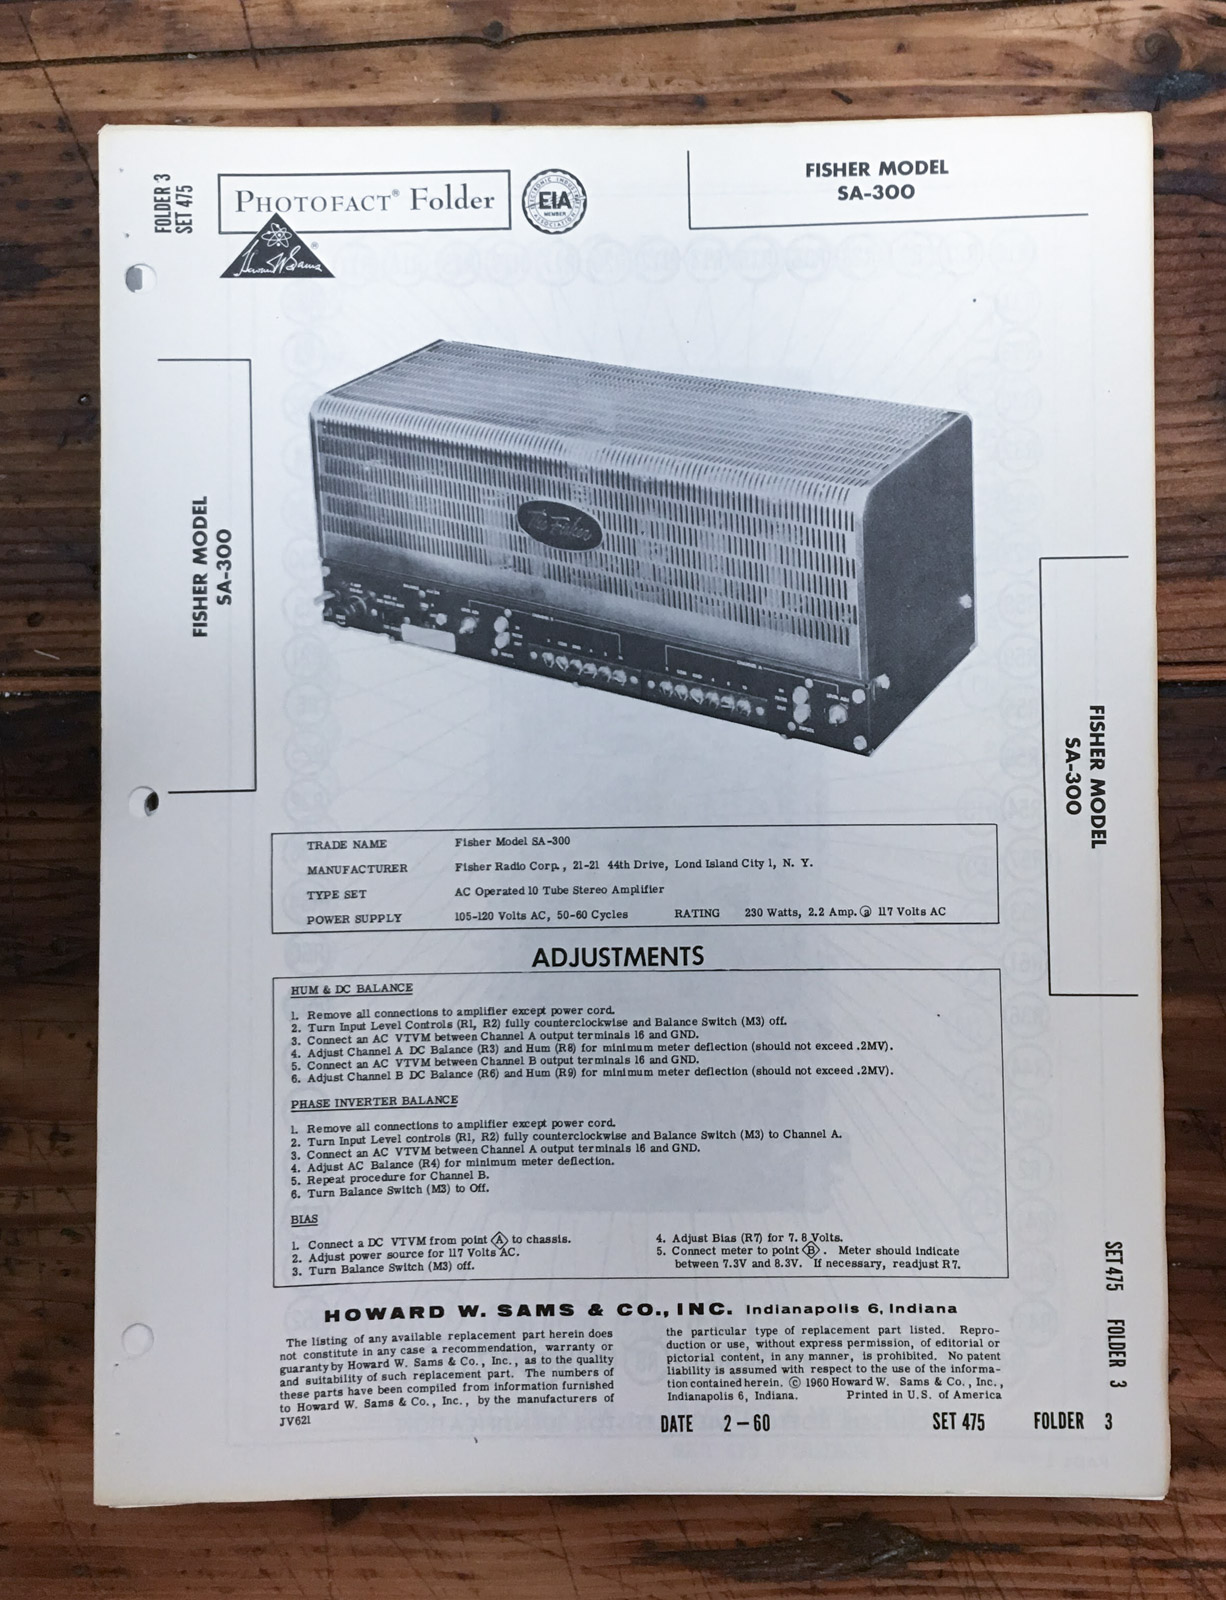 FOLDER 3
SET 475
PHOTOFACT® Folder
Howard W. Sams ®
ELECTRONIC INDUSTRIES
EIA
MEMBER
ASSOCIATION
FISHER MODEL
SA-300
FISHER MODEL
SA-300
The Fisher
CHANNEL A
FISHER MODEL
SA-300
TRADE NAME Fisher Model SA-300
MANUFACTURER Fisher Radio Corp., 21-21 44th Drive, Lond Island City 1, N. Y.
TYPE SET AC Operated 10 Tube Stereo Amplifier
POWER SUPPLY 105-120 Volts AC, 50-60 Cycles RATING 230 Watts, 2.2 Amp. @ 117 Volts AC
ADJUSTMENTS
HUM & DC BALANCE
1. Remove all connections to amplifier except power cord.
2. Turn Input Level Controls (R1, R2) fully counterclockwise and Balance Switch (M3) off.
3. Connect an AC VTVM between Channel A output terminals 16 and GND.
4. Adjust Channel A DC Balance (R3) and Hum (R8) for minimum meter deflection (should not exceed .2MV).
5. Connect an AC VTVM between Channel B output terminals 16 and GND.
6. Adjust Channel B DC Balance (R6) and Hum (R9) for minimum meter deflection (should not exceed .2MV).
PHASE INVERTER BALANCE
1. Remove all connections to amplifier except power cord.
2. Turn Input Level controls (R1, R2) fully counterclockwise and Balance Switch (M3) to Channel A.
3. Connect an AC VTVM between Channel A output terminals 16 and GND.
4. Adjust AC Balance (R4) for minimum meter deflection.
5. Repeat procedure for Channel B.
6. Turn Balance Switch (M3) to Off.
BIAS
1. Connect a DC VTVM from point A to chassis.
2. Adjust power source for 117 Volts AC.
3. Turn Balance Switch (M3) off.
4. Adjust Bias (R7) for 7.8 Volts.
5. Connect meter to point B. Meter should indicate
between 7.3V and 8.3V. If necessary, readjust R7.
HOWARD W. SAMS & CO., INC. Indianapolis 6, Indiana
The listing of any available replacement part herein does
not constitute in any case a recommendation, warranty or
guaranty by Howard W. Sams & Co., Inc., as to the quality
and suitability of such replacement part. The numbers of
these parts have been compiled from information furnished
to Howard W. Sams & Co., Inc., by the manufacturers of
JV621
the particular type of replacement part listed. Repro-
duction or use, without express permission, of editorial or
pictorial content, in any manner, is prohibited. No patent
liability is assumed with respect to the use of the informa-
tion contained herein. © 1960 Howard W. Sams & Co., Inc.,
Indianapolis 6, Indiana. Printed in U.S. of America
DATE 2 – 60 SET 475 FOLDER 3
SET 475 FOLDER 3